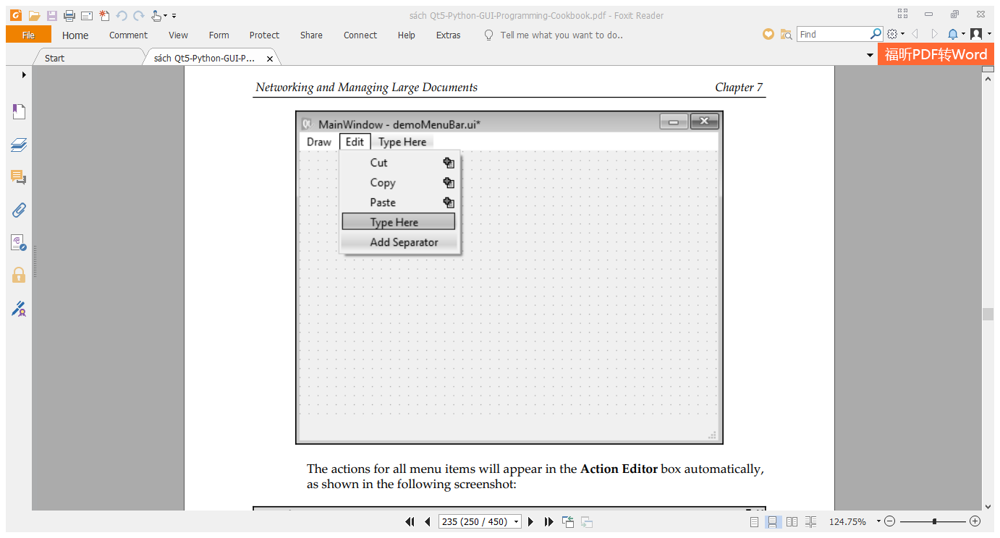 sách Qt5-Python-GUI-Programming-Cookbook.pdf - Foxit Reader
File Home Comment View Form Protect Share Connect Help Extras Tell me what you want to do.. Find
Start sách Qt5-Python-GUI-P... 福昕PDF转Word
Networking and Managing Large Documents Chapter 7
Qt MainWindow - demoMenuBar.ui*
Draw Edit Type Here
Cut
Copy
Paste
Type Here
Add Separator
The actions for all menu items will appear in the Action Editor box automatically,
as shown in the following screenshot:
235 (250 / 450) 124.75%